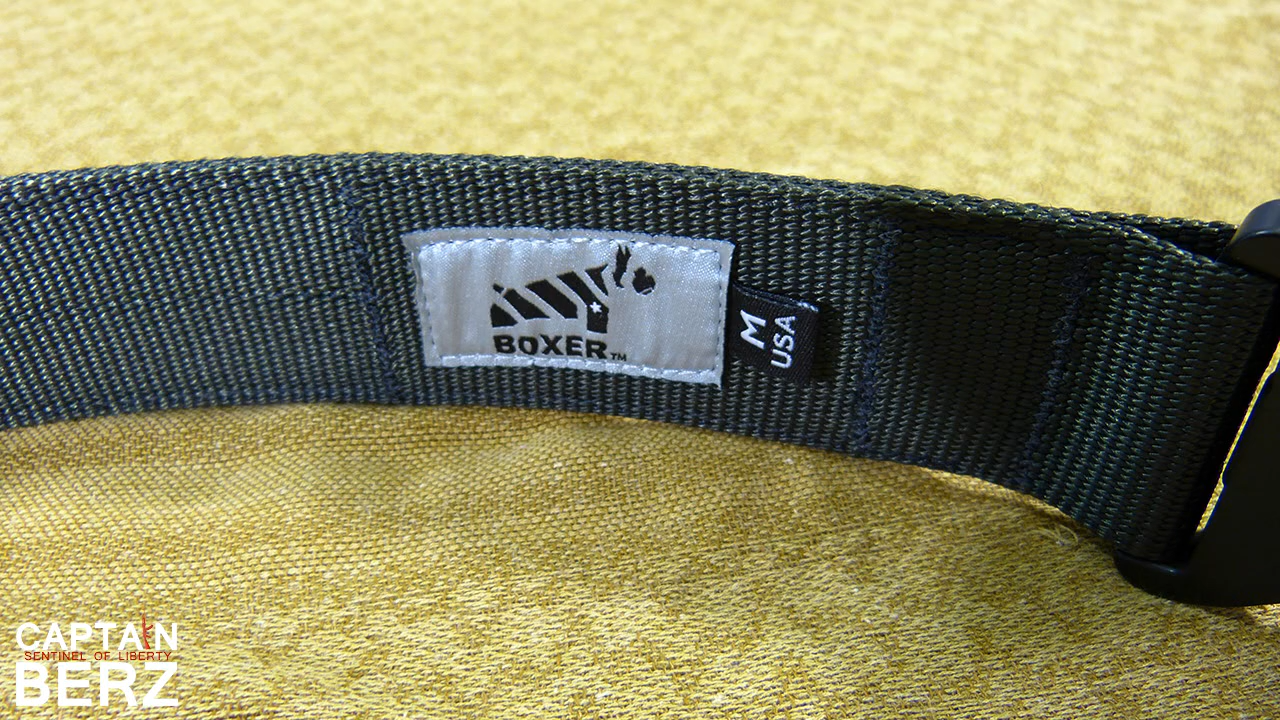 BOXER™
M
USA
CAPTAIN
SENTINEL OF LIBERTY
BERZ